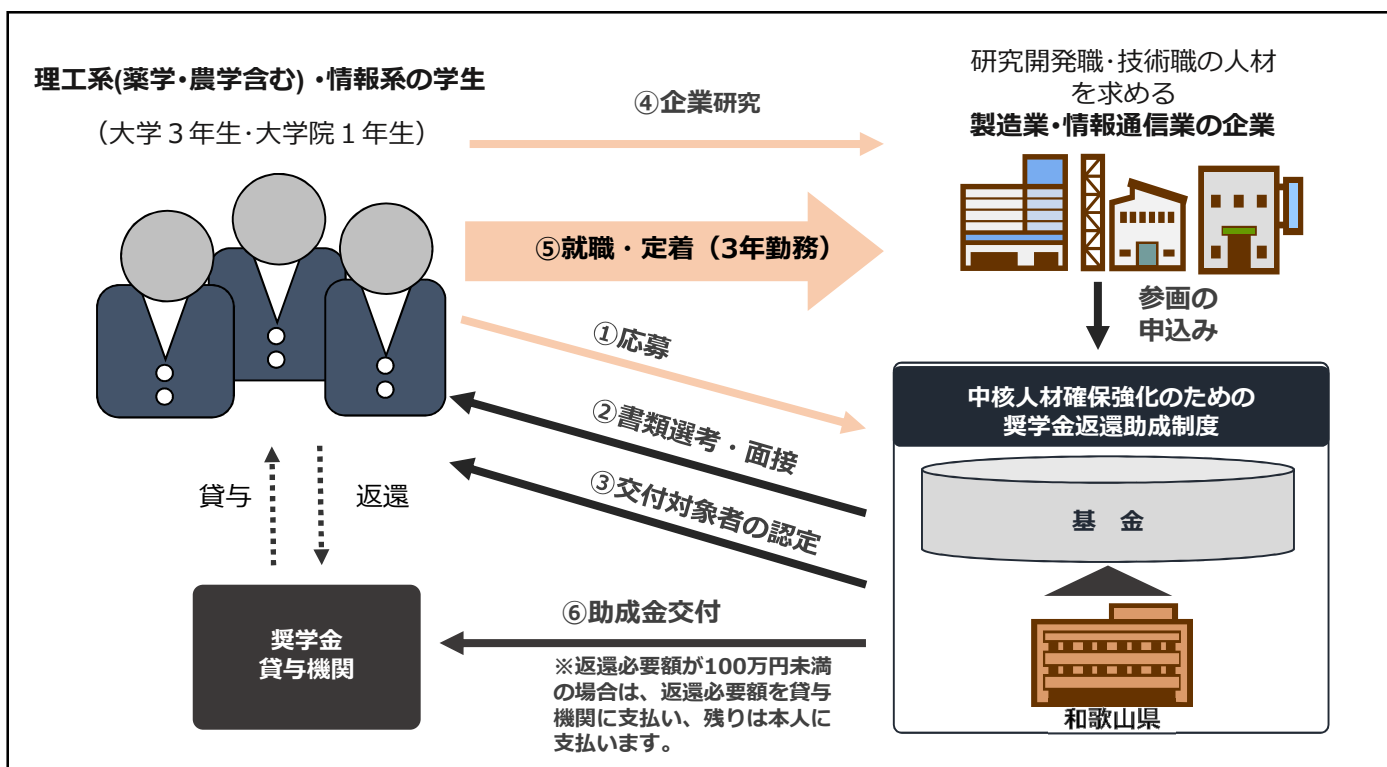 理工系(薬学・農学含む)・情報系の学生
（大学３年生・大学院１年生）
④企業研究
研究開発職・技術職の人材
を求める
製造業・情報通信業の企業
⑤就職・定着（3年勤務）
参画の
申込み
①応募
②書類選考・面接
③交付対象者の認定
中核人材確保強化のための
奨学金返還助成制度
基　金
和歌山県
貸与
返還
奨学金
貸与機関
⑥助成金交付
※返還必要額が100万円未満
の場合は、返還必要額を貸与
機関に支払い、残りは本人に
支払います。